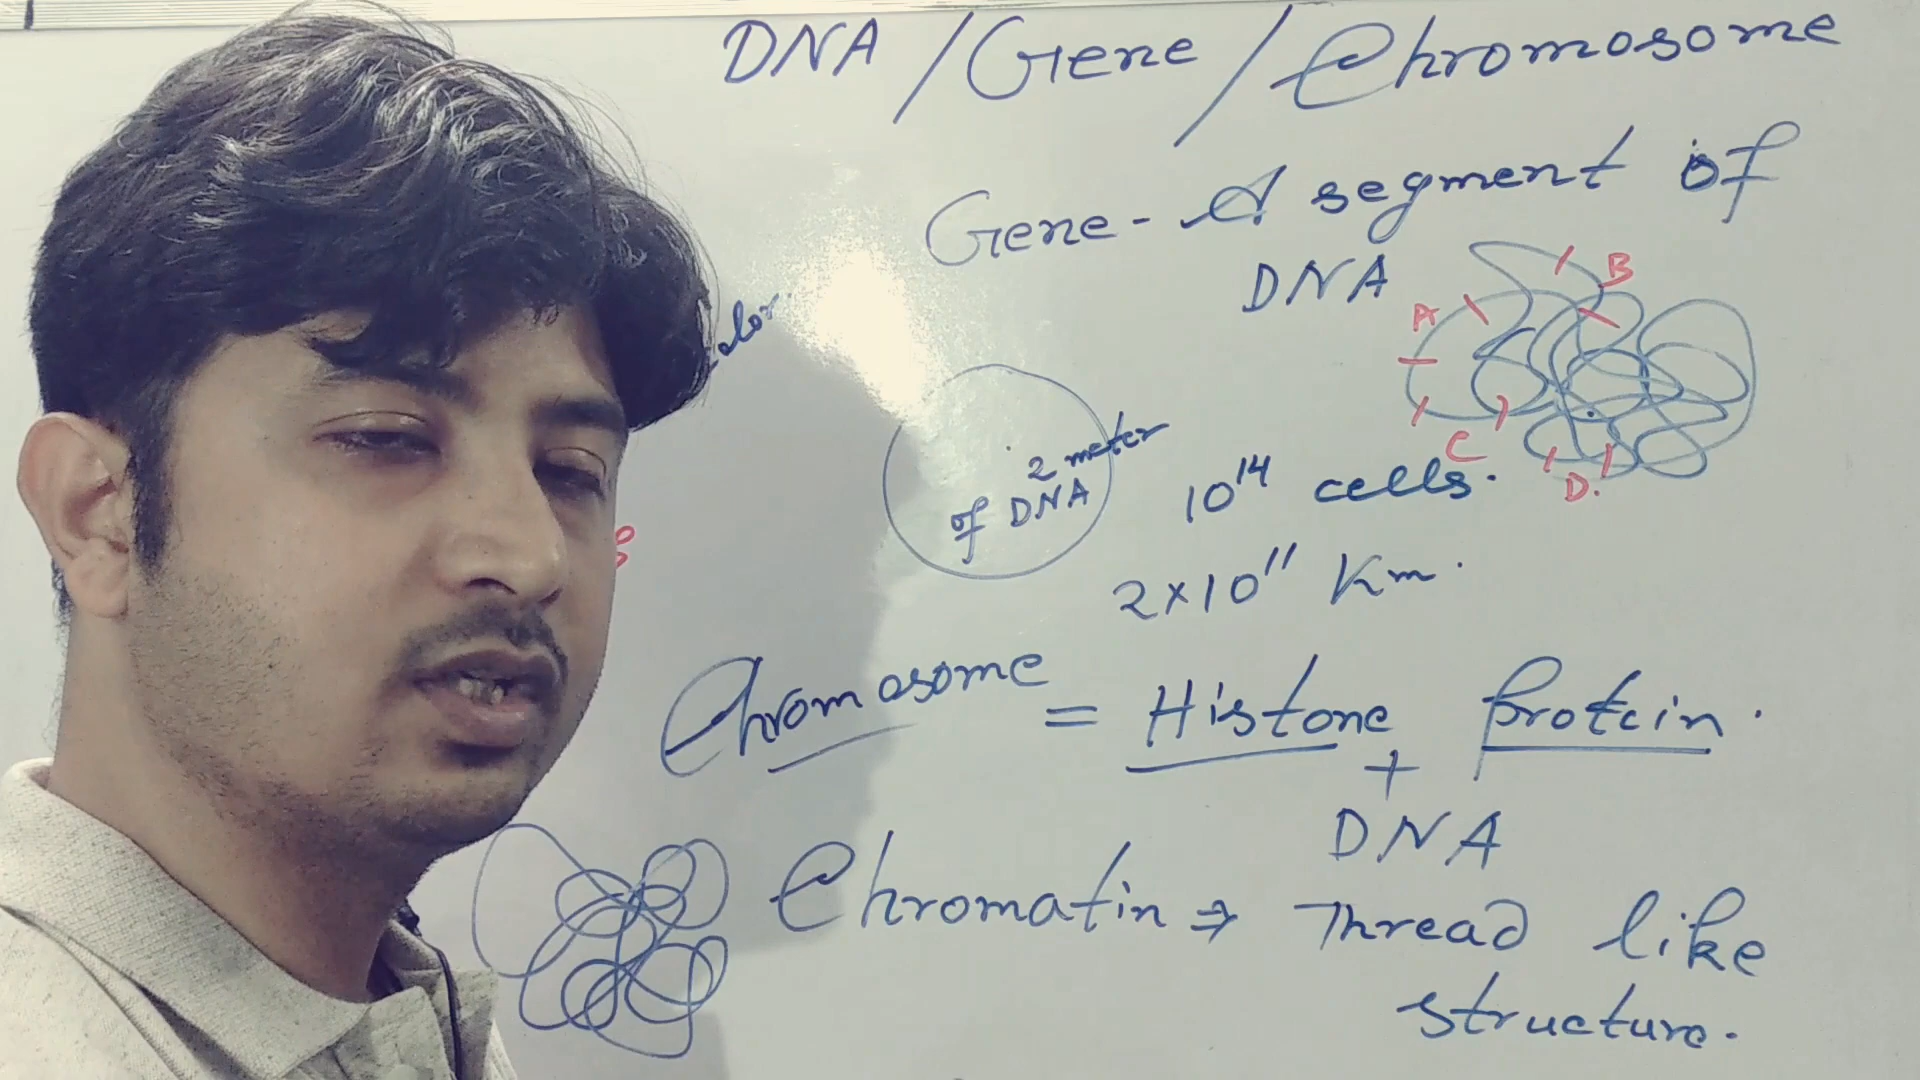 DNA / Gene / Chromosome
Gene - A segment of
DNA
A
B
C
D.
2 meter
of DNA
10¹⁴ cells.
2×10¹¹ Km.
Chromosome = Histone Protein.
+
DNA
Chromatin ⇒ Thread like
structure.